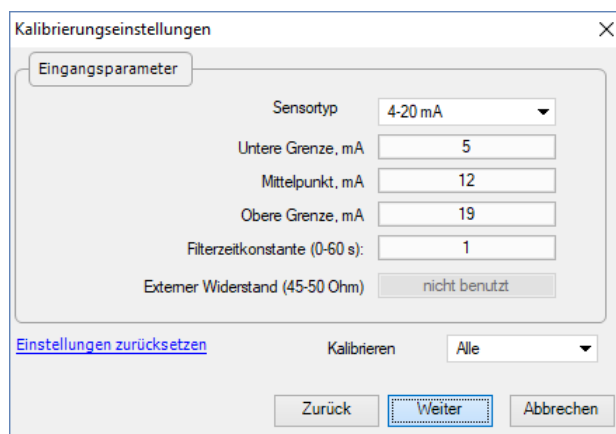 Kalibrierungseinstellungen
Eingangsparameter
Sensortyp 4-20 mA
Untere Grenze, mA 5
Mittelpunkt, mA 12
Obere Grenze, mA 19
Filterzeitkonstante (0-60 s): 1
Externer Widerstand (45-50 Ohm) nicht benutzt
Einstellungen zurücksetzen Kalibrieren Alle
Zurück Weiter Abbrechen